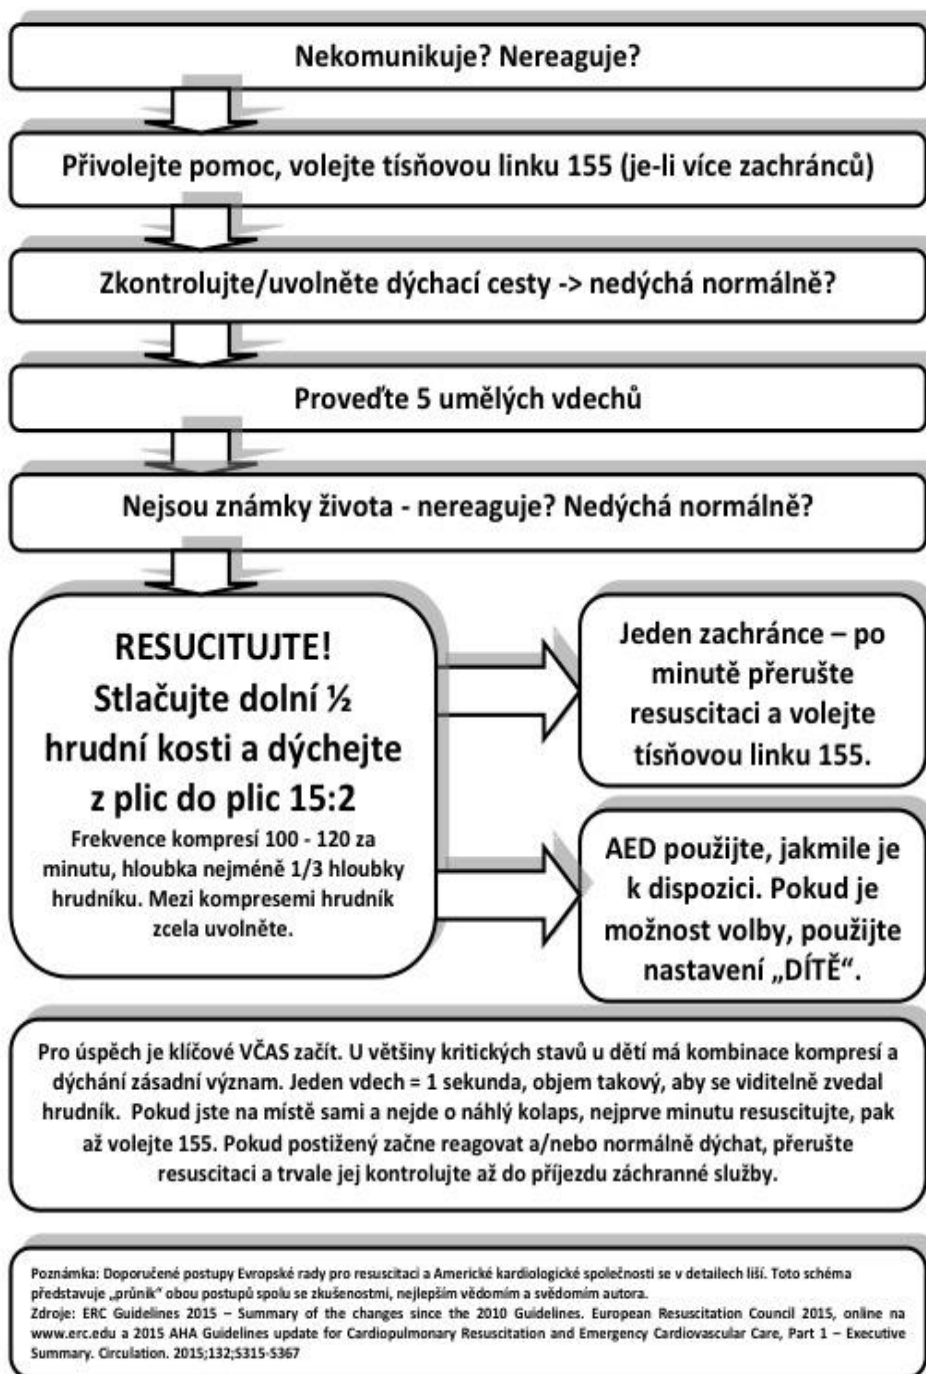 Nekomunikuje? Nereaguje?
Přivolejte pomoc, volejte tísňovou linku 155 (je-li více zachránců)
Zkontrolujte/uvolněte dýchací cesty -> nedýchá normálně?
Proveďte 5 umělých vdechů
Nejsou známky života - nereaguje? Nedýchá normálně?
RESUCITUJTE!
Stlačujte dolní ½
hrudní kosti a dýchejte
z plic do plic 15:2
Frekvence kompresí 100 - 120 za
minutu, hloubka nejméně 1/3 hloubky
hrudníku. Mezi kompresemi hrudník
zcela uvolněte.
Jeden zachránce – po
minutě přerušte
resuscitaci a volejte
tísňovou linku 155.
AED použijte, jakmile je
k dispozici. Pokud je
možnost volby, použijte
nastavení „DÍTĚ“.
Pro úspěch je klíčové VČAS začít. U většiny kritických stavů u dětí má kombinace kompresí a
dýchání zásadní význam. Jeden vdech = 1 sekunda, objem takový, aby se viditelně zvedal
hrudník. Pokud jste na místě sami a nejde o náhlý kolaps, nejprve minutu resuscitujte, pak
až volejte 155. Pokud postižený začne reagovat a/nebo normálně dýchat, přerušte
resuscitaci a trvale jej kontrolujte až do příjezdu záchranné služby.
Poznámka: Doporučené postupy Evropské rady pro resuscitaci a Americké kardiologické společnosti se v detailech liší. Toto schéma
představuje „průnik“ obou postupů spolu se zkušenostmi, nejlepším vědomím a svědomím autora.
Zdroje: ERC Guidelines 2015 – Summary of the changes since the 2010 Guidelines. European Resuscitation Council 2015, online na
www.erc.edu a 2015 AHA Guidelines update for Cardiopulmonary Resuscitation and Emergency Cardiovascular Care, Part 1 – Executive
Summary. Circulation. 2015;132;S315-S367